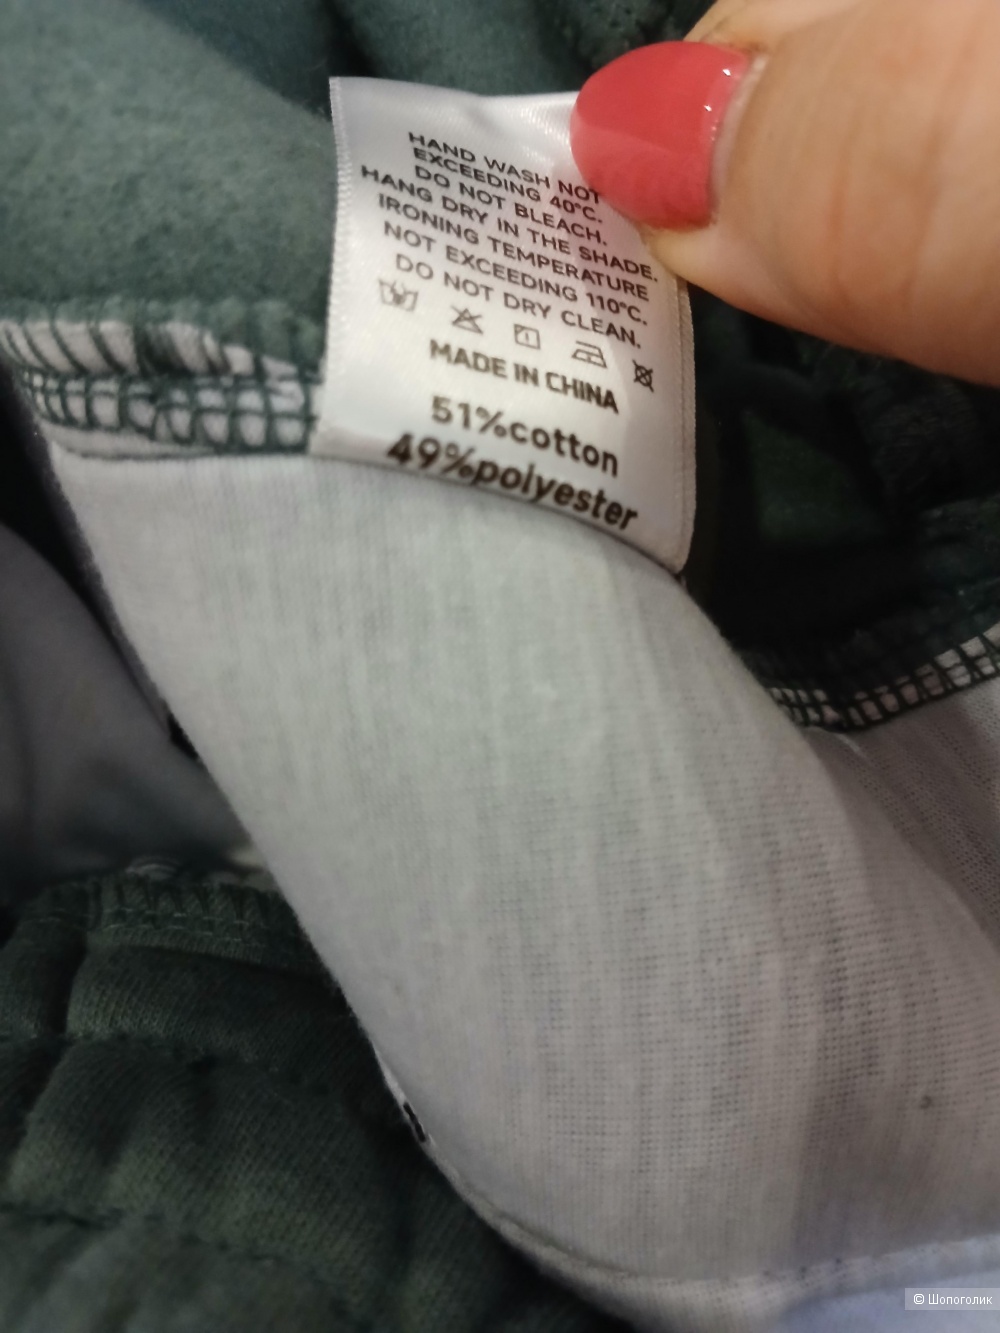 HAND WASH NOT
EXCEEDING 40°C.
DO NOT BLEACH.
HANG DRY IN THE SHADE.
IRONING TEMPERATURE
NOT EXCEEDING 110°C.
DO NOT DRY CLEAN.
MADE IN CHINA
51%cotton
49%polyester
© Шопоголик